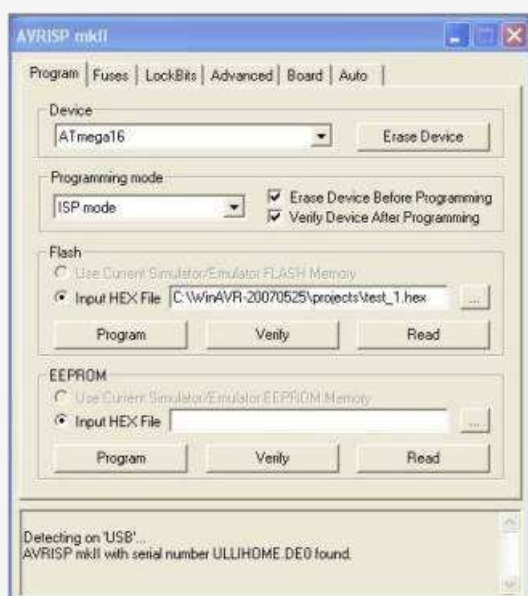 AVRISP mkII
Program Fuses LockBits Advanced Board Auto
Device
ATmega16 Erase Device
Programming mode
ISP mode
Erase Device Before Programming
Verify Device After Programming
Flash
Use Current Simulator/Emulator FLASH Memory
Input HEX File C:\WinAVR-20070525\projects\test_1.hex ...
Program Verify Read
EEPROM
Use Current Simulator/Emulator EEPROM Memory
Input HEX File ...
Program Verify Read
Detecting on 'USB'...
AVRISP mkII with serial number ULLIHOME.DE0 found.